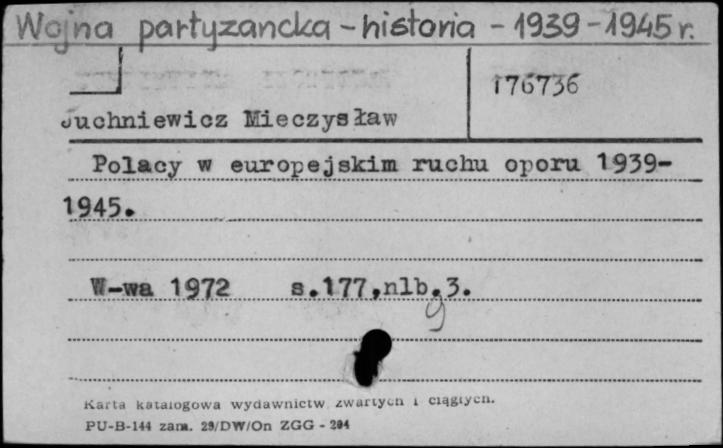 Wojna partyzancka - historia - 1939-1945 r.
176736
Juchniewicz Mieczysław
Polacy w europejskim ruchu oporu 1939-
1945.
W-wa 1972 s.177,nlb.3.
g
Karta katalogowa wydawnictw zwartych i ciągłych.
PU-B-144 zam. 29/DW/On ZGG - 294